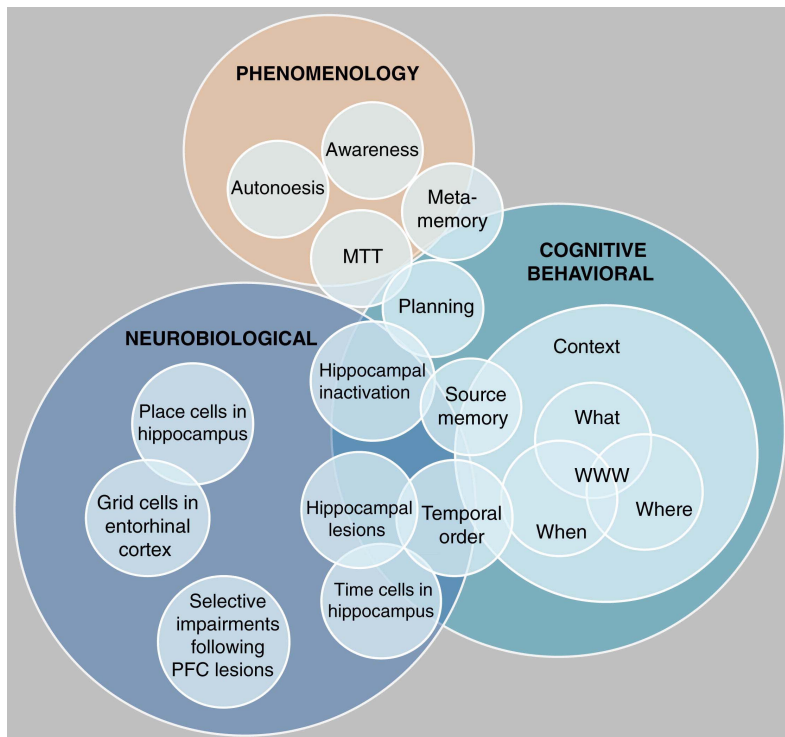 PHENOMENOLOGY
Awareness
Autonoesis
Meta-
memory
MTT
COGNITIVE
BEHAVIORAL
Planning
NEUROBIOLOGICAL
Context
Hippocampal
inactivation
Source
memory
Place cells in
hippocampus
What
WWW
Where
When
Grid cells in
entorhinal
cortex
Hippocampal
lesions
Temporal
order
Time cells in
hippocampus
Selective
impairments
following
PFC lesions